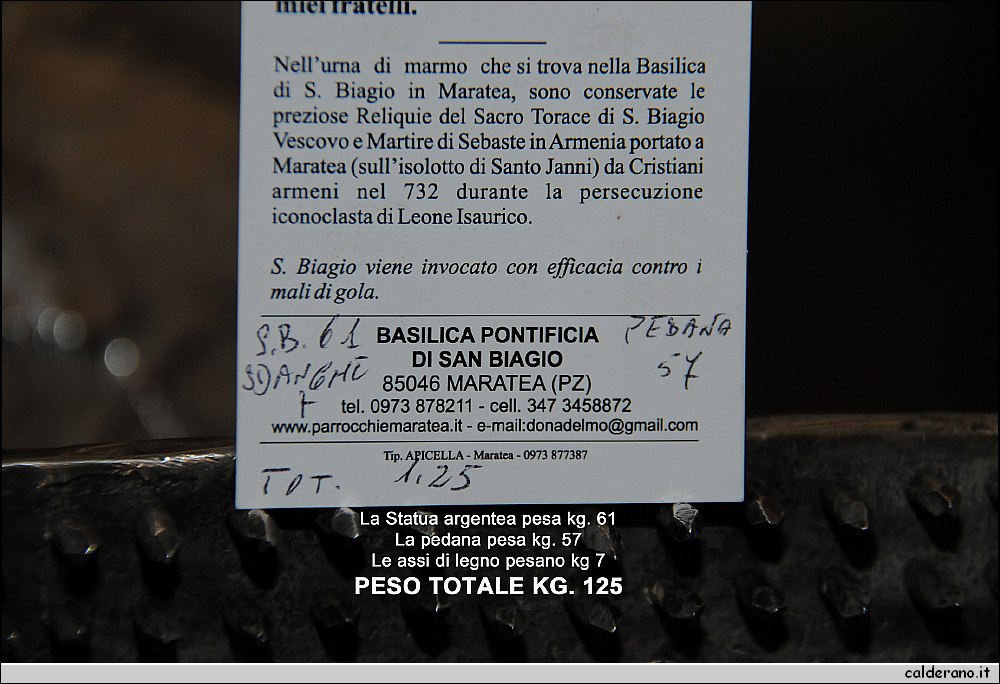 miei fratelli.
Nell'urna di marmo che si trova nella Basilica
di S. Biagio in Maratea, sono conservate le
preziose Reliquie del Sacro Torace di S. Biagio
Vescovo e Martire di Sebaste in Armenia portato a
Maratea (sull'isolotto di Santo Janni) da Cristiani
armeni nel 732 durante la persecuzione
iconoclasta di Leone Isaurico.
S. Biagio viene invocato con efficacia contro i
mali di gola.
S.B. 61
SDANGHE
7
BASILICA PONTIFICIA
DI SAN BIAGIO
85046 MARATEA (PZ)
tel. 0973 878211 - cell. 347 3458872
www.parrocchiemaratea.it - e-mail:donadelmo@gmail.com
PEDANA
57
Tip. APICELLA - Maratea - 0973 877387
TOT. 1.25
La Statua argentea pesa kg. 61
La pedana pesa kg. 57
Le assi di legno pesano kg 7
PESO TOTALE KG. 125
calderano.it